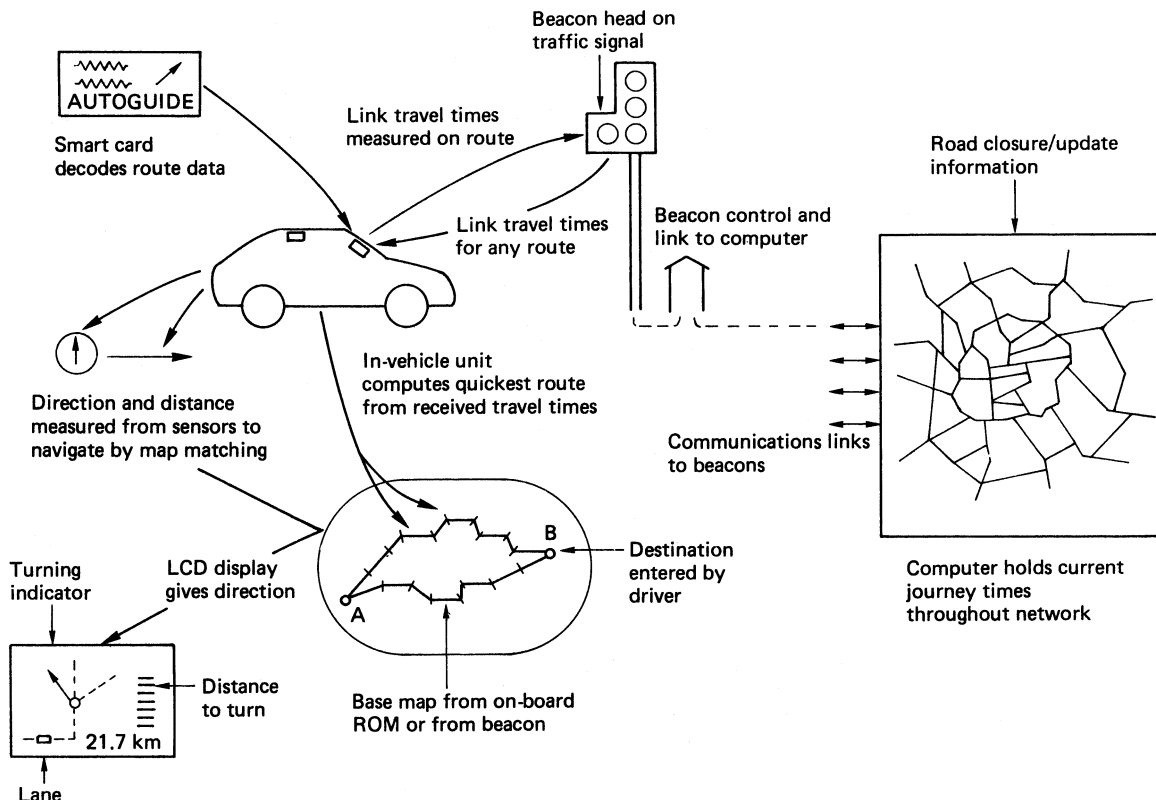 Beacon head on
traffic signal
AUTOGUIDE
Smart card
decodes route data
Link travel times
measured on route
Link travel times
for any route
Beacon control and
link to computer
Road closure/update
information
Direction and distance
measured from sensors to
navigate by map matching
In-vehicle unit
computes quickest route
from received travel times
Communications links
to beacons
Computer holds current
journey times
throughout network
A
B
Destination
entered by
driver
Base map from on-board
ROM or from beacon
Turning
indicator
LCD display
gives direction
Distance
to turn
21.7 km
Lane